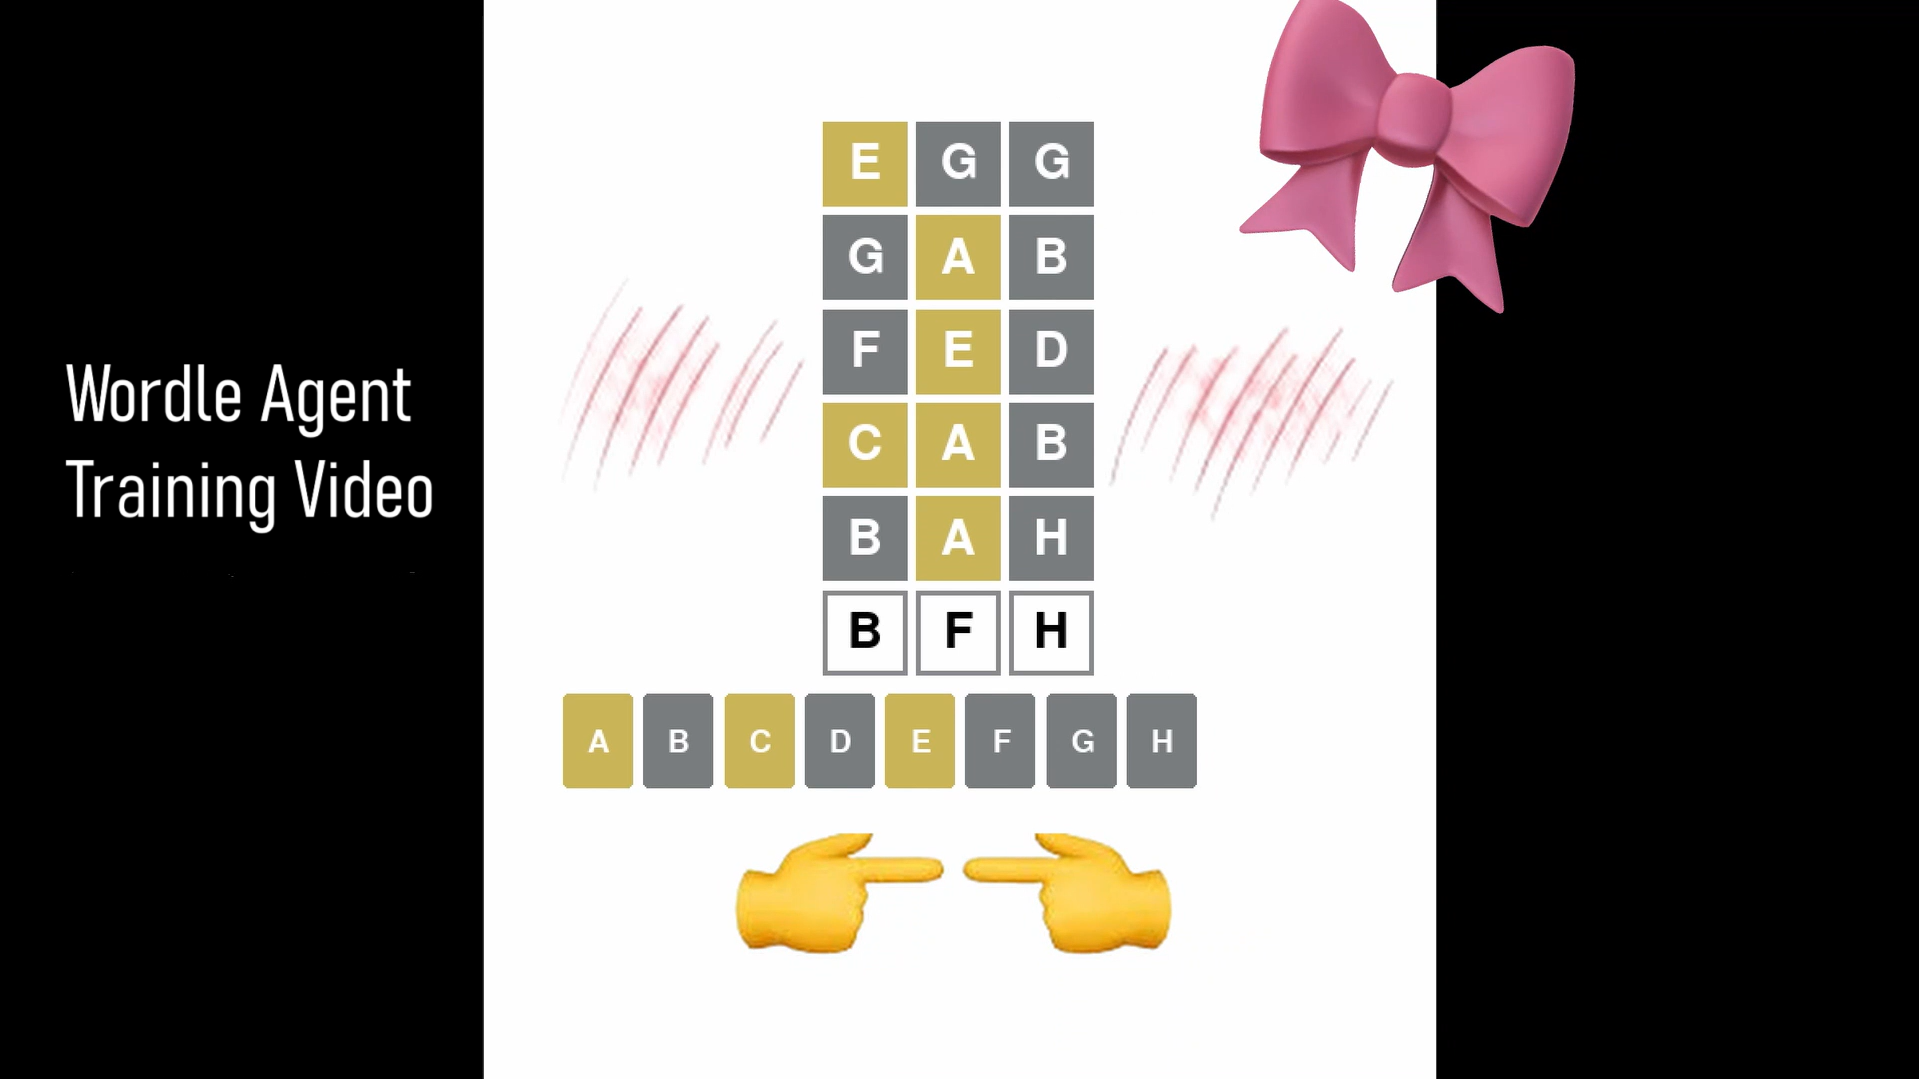 Wordle Agent
Training Video
E G G
G A B
F E D
C A B
B A H
B F H
A B C D E F G H